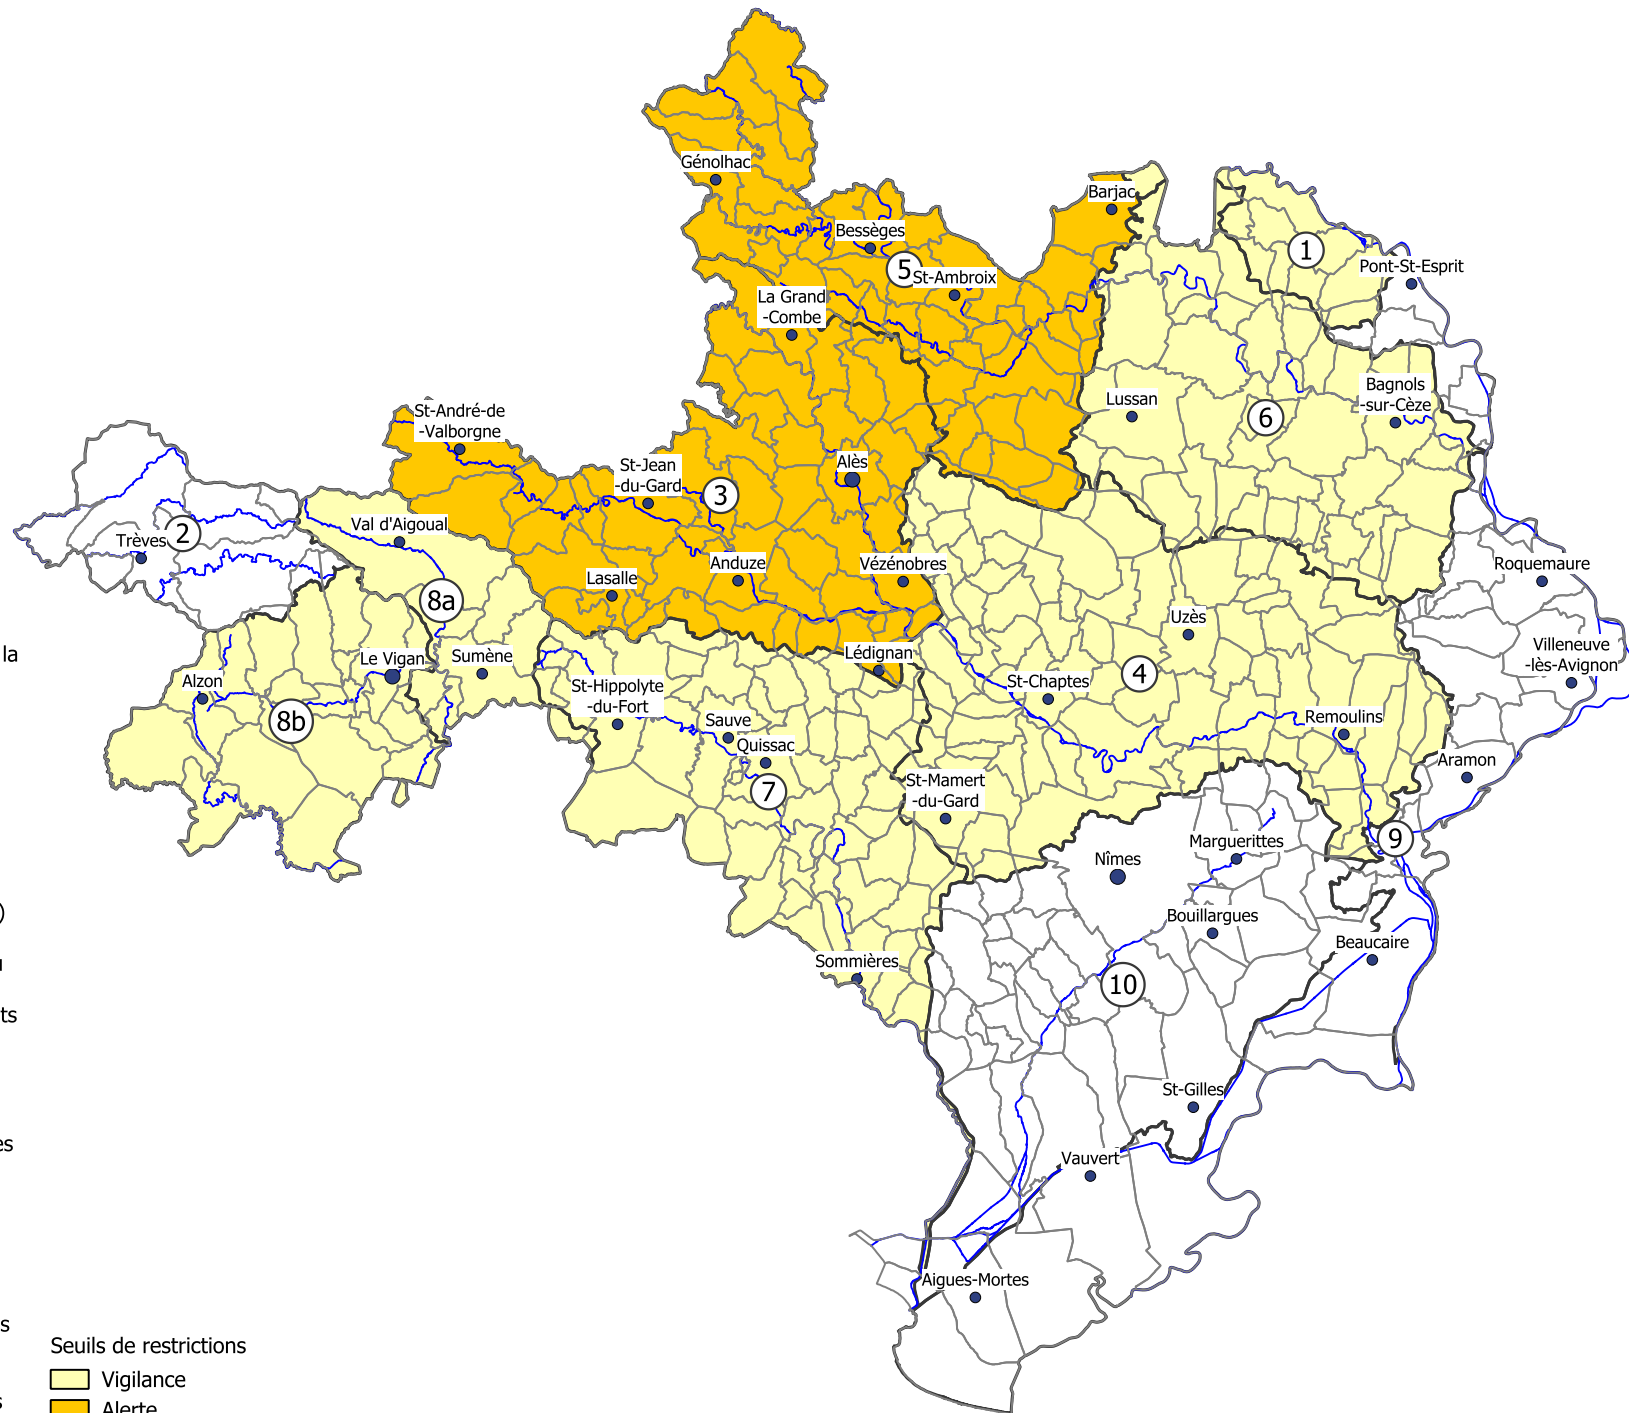 Génolhac
Barjac
Bessèges
1
5
St-Ambroix
Pont-St-Esprit
La Grand
-Combe
Bagnols
-sur-Cèze
Lussan
6
St-André-de
-Valborgne
St-Jean
-du-Gard
Alès
3
2
Trèves
Val d'Aigoual
Anduze
Vézénobres
Roquemaure
Lasalle
8a
Uzès
la
Villeneuve
-lès-Avignon
Le Vigan
Sumène
Lédignan
4
Alzon
St-Chaptes
St-Hippolyte
-du-Fort
8b
Sauve
Remoulins
Quissac
Aramon
7
St-Mamert
-du-Gard
9
Marguerittes
Nîmes
)
Bouillargues
Beaucaire
Sommières
10
ts
St-Gilles
es
Vauvert
Aigues-Mortes
s
Seuils de restrictions
Vigilance
Alerte
s